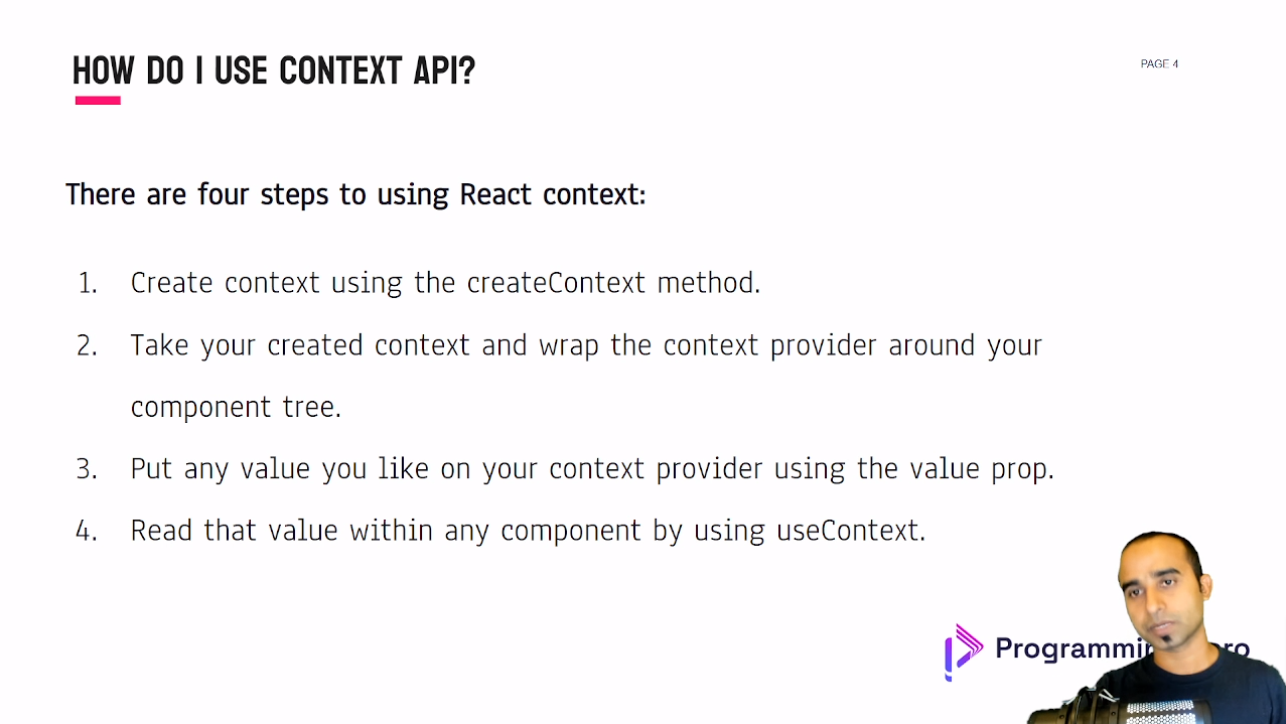 HOW DO I USE CONTEXT API?
PAGE 4
There are four steps to using React context:
1. Create context using the createContext method.
2. Take your created context and wrap the context provider around your
component tree.
3. Put any value you like on your context provider using the value prop.
4. Read that value within any component by using useContext.